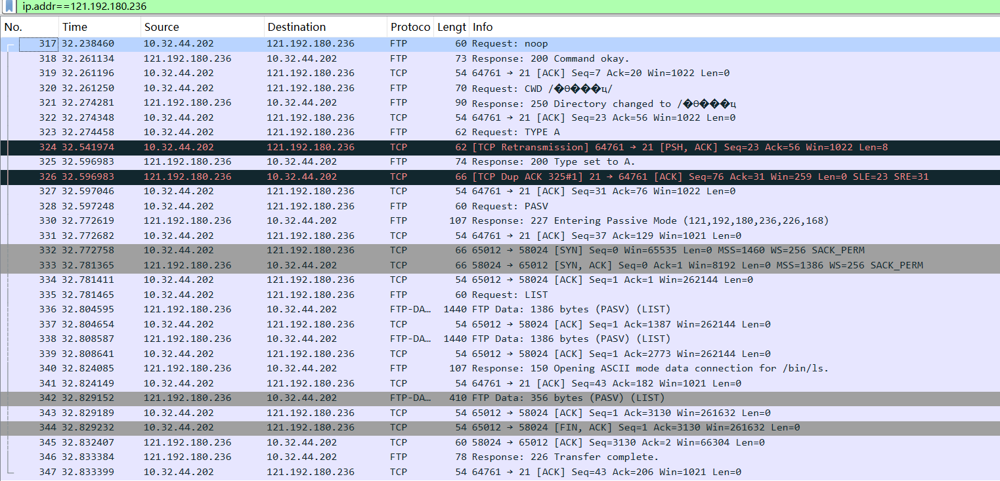 ip.addr==121.192.180.236
No. Time Source Destination Protoco Lengt Info
317 32.238460 10.32.44.202 121.192.180.236 FTP 60 Request: noop
318 32.261134 121.192.180.236 10.32.44.202 FTP 73 Response: 200 Command okay.
319 32.261196 10.32.44.202 121.192.180.236 TCP 54 64761 → 21 [ACK] Seq=7 Ack=20 Win=1022 Len=0
320 32.261250 10.32.44.202 121.192.180.236 FTP 70 Request: CWD /�ѳ����ц/
321 32.274281 121.192.180.236 10.32.44.202 FTP 90 Response: 250 Directory changed to /�ѳ����ц
322 32.274348 10.32.44.202 121.192.180.236 TCP 54 64761 → 21 [ACK] Seq=23 Ack=56 Win=1022 Len=0
323 32.274458 10.32.44.202 121.192.180.236 FTP 62 Request: TYPE A
324 32.541974 10.32.44.202 121.192.180.236 TCP 62 [TCP Retransmission] 64761 → 21 [PSH, ACK] Seq=23 Ack=56 Win=1022 Len=8
325 32.596983 121.192.180.236 10.32.44.202 FTP 74 Response: 200 Type set to A.
326 32.596983 121.192.180.236 10.32.44.202 TCP 66 [TCP Dup ACK 325#1] 21 → 64761 [ACK] Seq=76 Ack=31 Win=259 Len=0 SLE=23 SRE=31
327 32.597046 10.32.44.202 121.192.180.236 TCP 54 64761 → 21 [ACK] Seq=31 Ack=76 Win=1022 Len=0
328 32.597248 10.32.44.202 121.192.180.236 FTP 60 Request: PASV
330 32.772619 121.192.180.236 10.32.44.202 FTP 107 Response: 227 Entering Passive Mode (121,192,180,236,226,168)
331 32.772682 10.32.44.202 121.192.180.236 TCP 54 64761 → 21 [ACK] Seq=37 Ack=129 Win=1021 Len=0
332 32.772758 10.32.44.202 121.192.180.236 TCP 66 65012 → 58024 [SYN] Seq=0 Win=65535 Len=0 MSS=1460 WS=256 SACK_PERM
333 32.781365 121.192.180.236 10.32.44.202 TCP 66 58024 → 65012 [SYN, ACK] Seq=0 Ack=1 Win=8192 Len=0 MSS=1386 WS=256 SACK_PERM
334 32.781411 10.32.44.202 121.192.180.236 TCP 54 65012 → 58024 [ACK] Seq=1 Ack=1 Win=262144 Len=0
335 32.781465 10.32.44.202 121.192.180.236 FTP 60 Request: LIST
336 32.804595 121.192.180.236 10.32.44.202 FTP-DA… 1440 FTP Data: 1386 bytes (PASV) (LIST)
337 32.804654 10.32.44.202 121.192.180.236 TCP 54 65012 → 58024 [ACK] Seq=1 Ack=1387 Win=262144 Len=0
338 32.808587 121.192.180.236 10.32.44.202 FTP-DA… 1440 FTP Data: 1386 bytes (PASV) (LIST)
339 32.808641 10.32.44.202 121.192.180.236 TCP 54 65012 → 58024 [ACK] Seq=1 Ack=2773 Win=262144 Len=0
340 32.824085 121.192.180.236 10.32.44.202 FTP 107 Response: 150 Opening ASCII mode data connection for /bin/ls.
341 32.824149 10.32.44.202 121.192.180.236 TCP 54 64761 → 21 [ACK] Seq=43 Ack=182 Win=1021 Len=0
342 32.829152 121.192.180.236 10.32.44.202 FTP-DA… 410 FTP Data: 356 bytes (PASV) (LIST)
343 32.829189 10.32.44.202 121.192.180.236 TCP 54 65012 → 58024 [ACK] Seq=1 Ack=3130 Win=261632 Len=0
344 32.829232 10.32.44.202 121.192.180.236 TCP 54 65012 → 58024 [FIN, ACK] Seq=1 Ack=3130 Win=261632 Len=0
345 32.832407 121.192.180.236 10.32.44.202 TCP 60 58024 → 65012 [ACK] Seq=3130 Ack=2 Win=66304 Len=0
346 32.833384 121.192.180.236 10.32.44.202 FTP 78 Response: 226 Transfer complete.
347 32.833399 10.32.44.202 121.192.180.236 TCP 54 64761 → 21 [ACK] Seq=43 Ack=206 Win=1021 Len=0